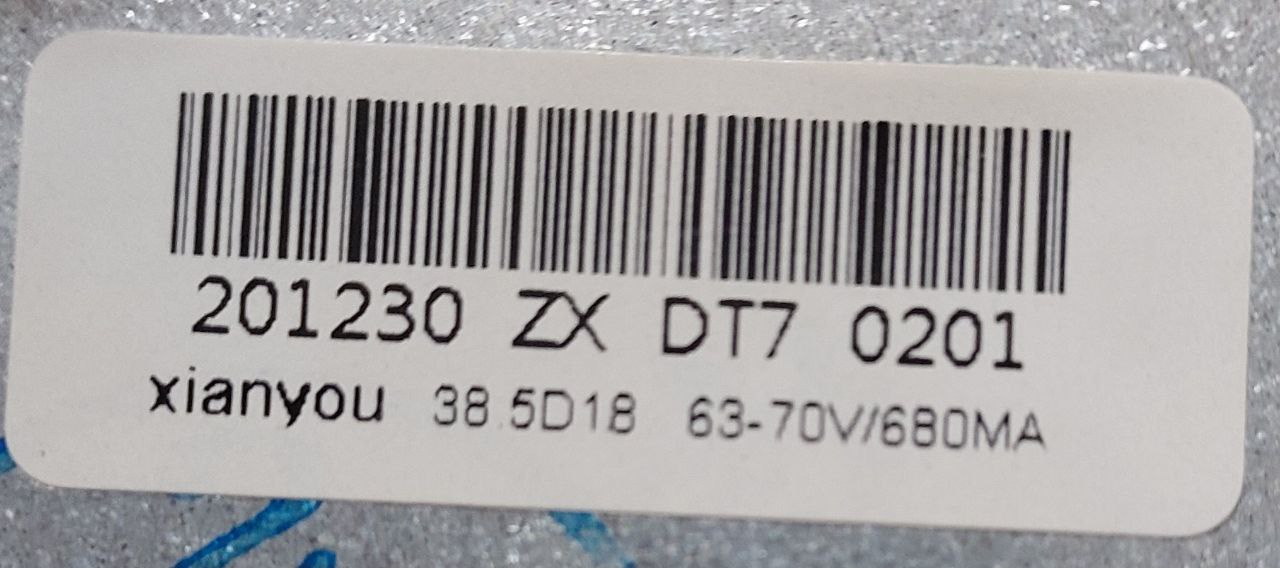 201230 ZX DT7 0201
xianyou 38.5D18 63-70V/680MA